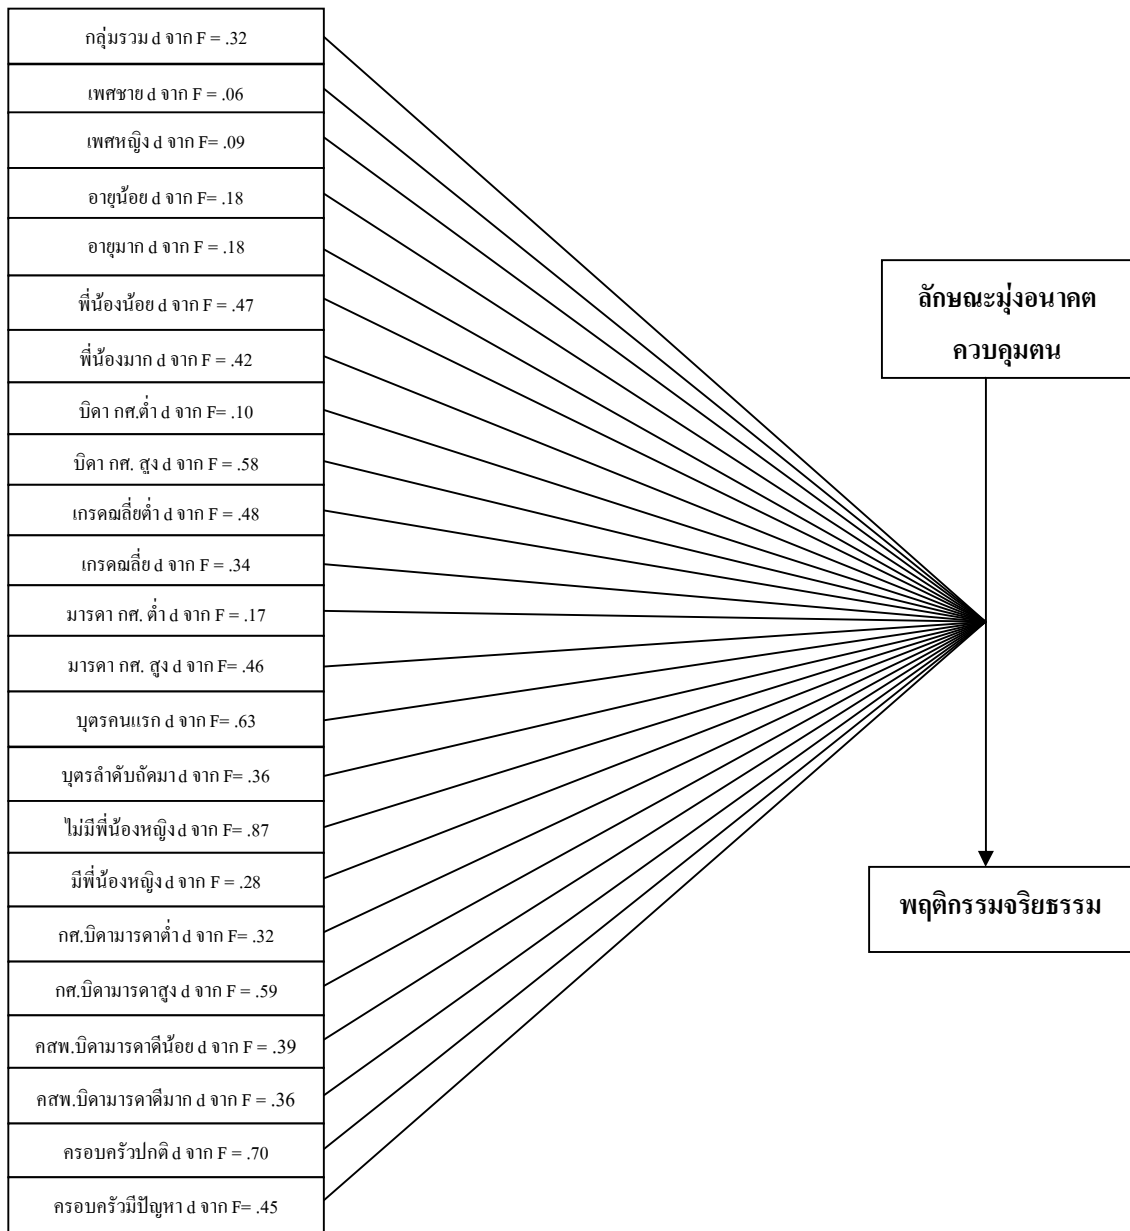 กลุ่มรวม d จาก F = .32
เพศชาย d จาก F = .06
เพศหญิง d จาก F= .09
อายุน้อย d จาก F= .18
อายุมาก d จาก F = .18
พี่น้องน้อย d จาก F = .47
พี่น้องมาก d จาก F = .42
บิดา กศ.ต่ำ d จาก F= .10
บิดา กศ. สูง d จาก F = .58
เกรดฌลี่ยต่ำ d จาก F = .48
เกรดฌลี่ย d จาก F = .34
มารดา กศ. ต่ำ d จาก F = .17
มารดา กศ. สูง d จาก F= .46
บุตรคนแรก d จาก F= .63
บุตรลำดับถัดมา d จาก F= .36
ไม่มีพี่น้องหญิง d จาก F= .87
มีพี่น้องหญิง d จาก F = .28
กศ.บิดามารดาต่ำ d จาก F= .32
กศ.บิดามารดาสูง d จาก F = .59
คสพ.บิดามารดาดีน้อย d จาก F = .39
คสพ.บิดามารดาดีมาก d จาก F = .36
ครอบครัวปกติ d จาก F = .70
ครอบครัวมีปัญหา d จาก F= .45
ลักษณะมุ่งอนาคต
ควบคุมตน
พฤติกรรมจริยธรรม